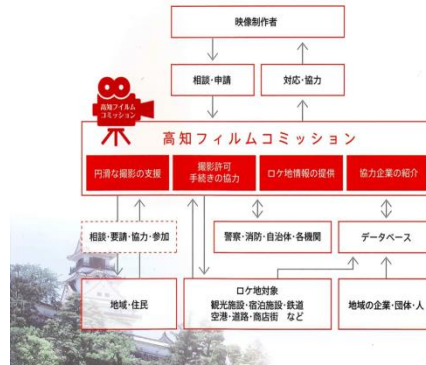 映像制作者
相談・申請
対応・協力
高知フイルム
コミッション
高知フィルムコミッション
円滑な撮影の支援
撮影許可
手続きの協力
ロケ地情報の提供
協力企業の紹介
相談・要請・協力・参加
警察・消防・自治体・各機関
データベース
地域・住民
ロケ地対象
観光施設・宿泊施設・鉄道
空港・道路・商店街 など
地域の企業・団体・人